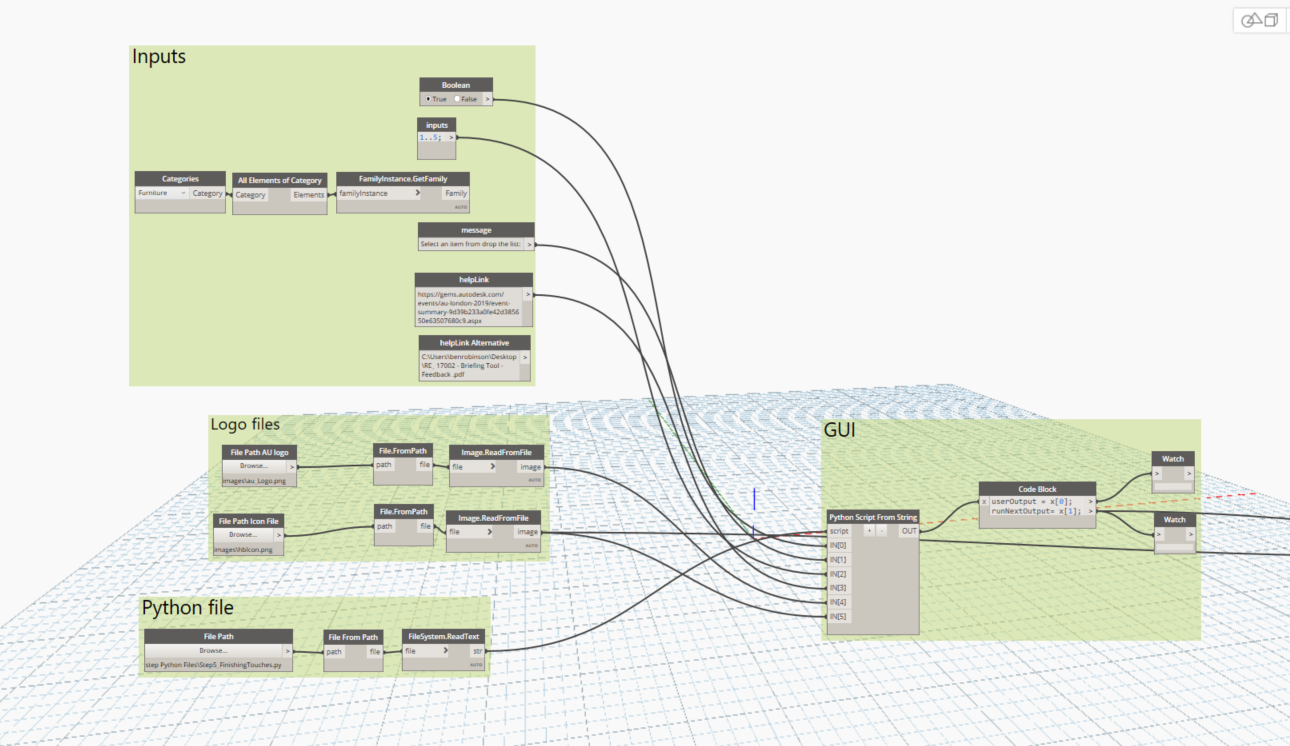 Inputs
Boolean
True False >
inputs
1..5; >
Categories
Furniture Category
All Elements of Category
Category Elements
FamilyInstance.GetFamily
familyInstance > Family
AUTO
message
Select an item from drop the list: >
helpLink
https://gems.autodesk.com/ >
events/au-london-2019/event-
summary-9d39b233a0fe42d3856
50e63507680c9.aspx
helpLink Alternative
C:\Users\benrobinson\Desktop >
\RE_ 17002 - Briefing Tool -
Feedback .pdf
Logo files
File Path AU logo
Browse... >
images\au_Logo.png
File.FromPath
path file
Image.ReadFromFile
file > image
AUTO
File Path Icon File
Browse... >
images\hbIcon.png
File.FromPath
path file
Image.ReadFromFile
file > image
AUTO
Python file
File Path
Browse... >
step Python Files\Step5_FinishingTouches.py
File From Path
path file
FileSystem.ReadText
file > str
AUTO
GUI
Python Script From String
script + - OUT
IN[0]
IN[1]
IN[2]
IN[3]
IN[4]
IN[5]
Code Block
x userOutput = x[0]; >
runNextOutput= x[1]; >
Watch
> >
Watch
> >